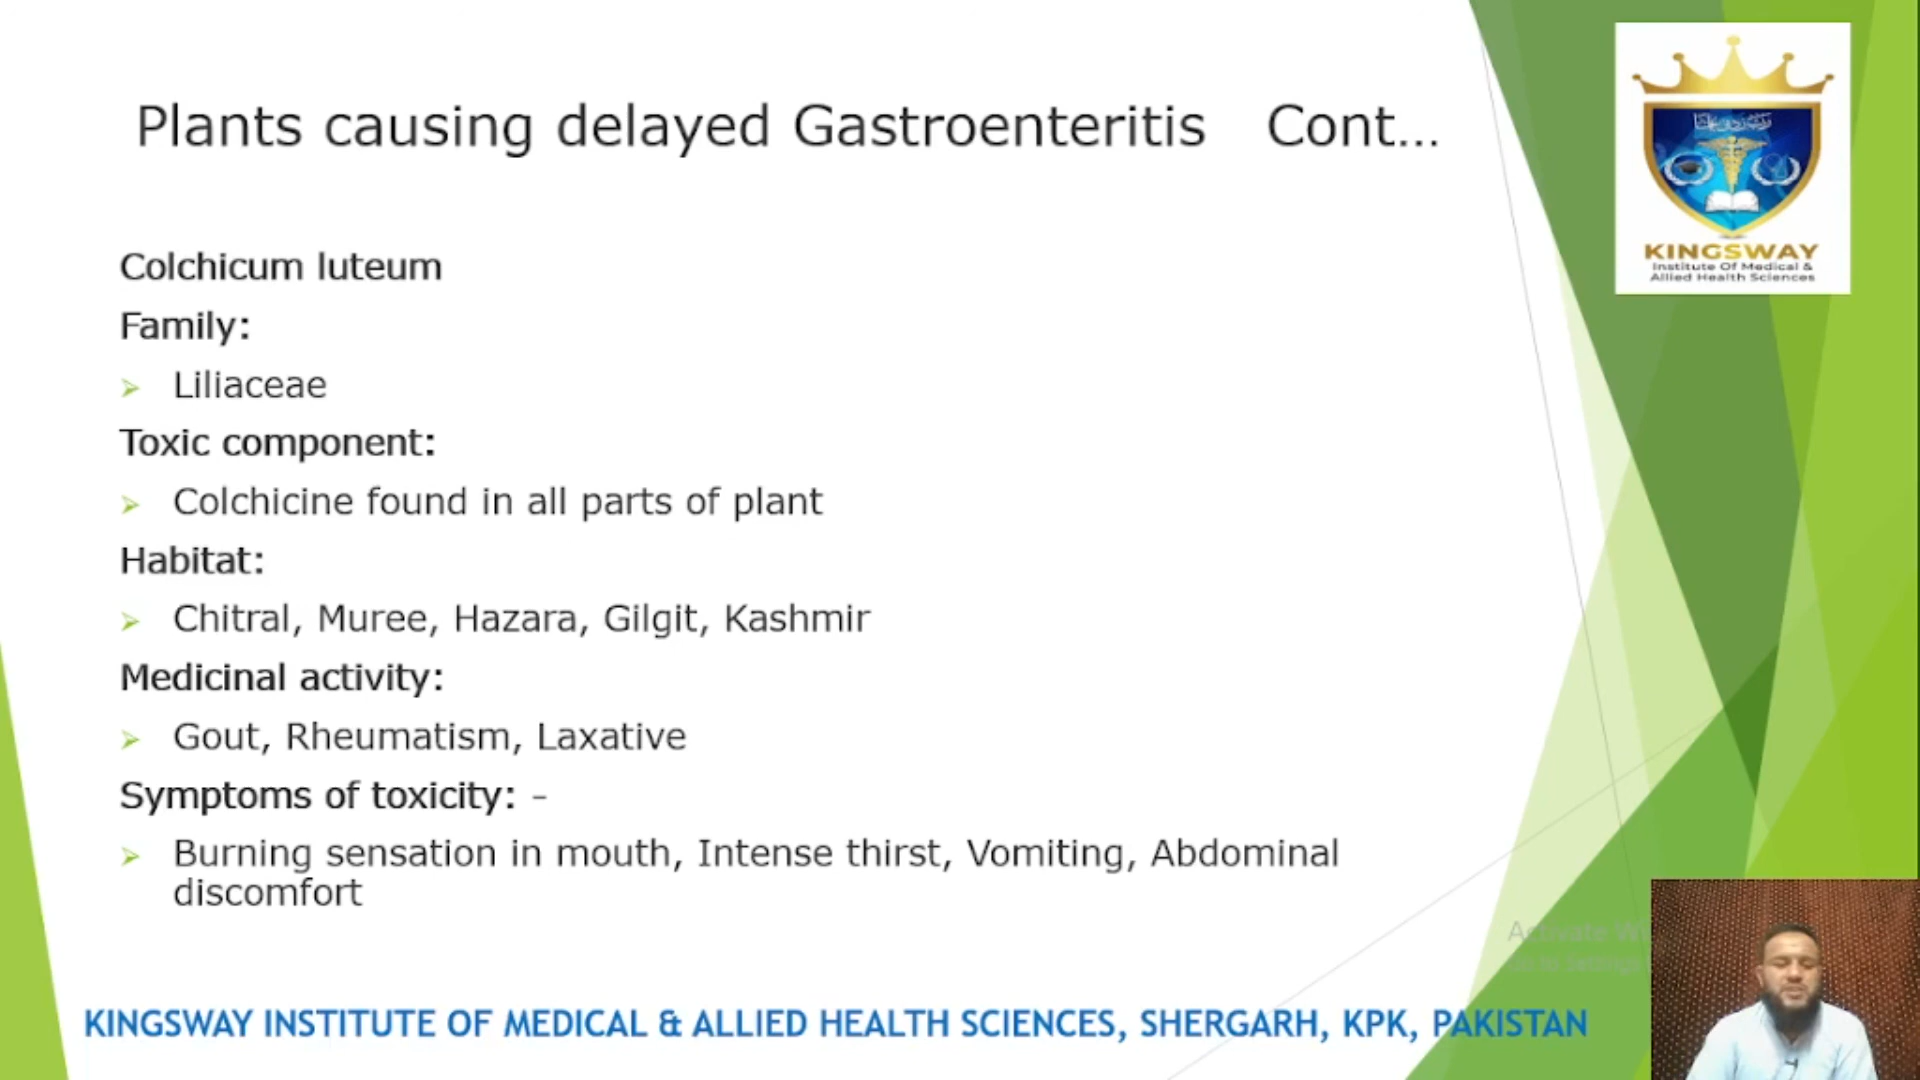 Plants causing delayed Gastroenteritis Cont...
Colchicum luteum
Family:
Liliaceae
Toxic component:
Colchicine found in all parts of plant
Habitat:
Chitral, Muree, Hazara, Gilgit, Kashmir
Medicinal activity:
Gout, Rheumatism, Laxative
Symptoms of toxicity: -
Burning sensation in mouth, Intense thirst, Vomiting, Abdominal
discomfort
KINGSWAY
Institute Of Medical &
Allied Health Sciences
Activate W
KINGSWAY INSTITUTE OF MEDICAL & ALLIED HEALTH SCIENCES, SHERGARH, KPK, PAKISTAN